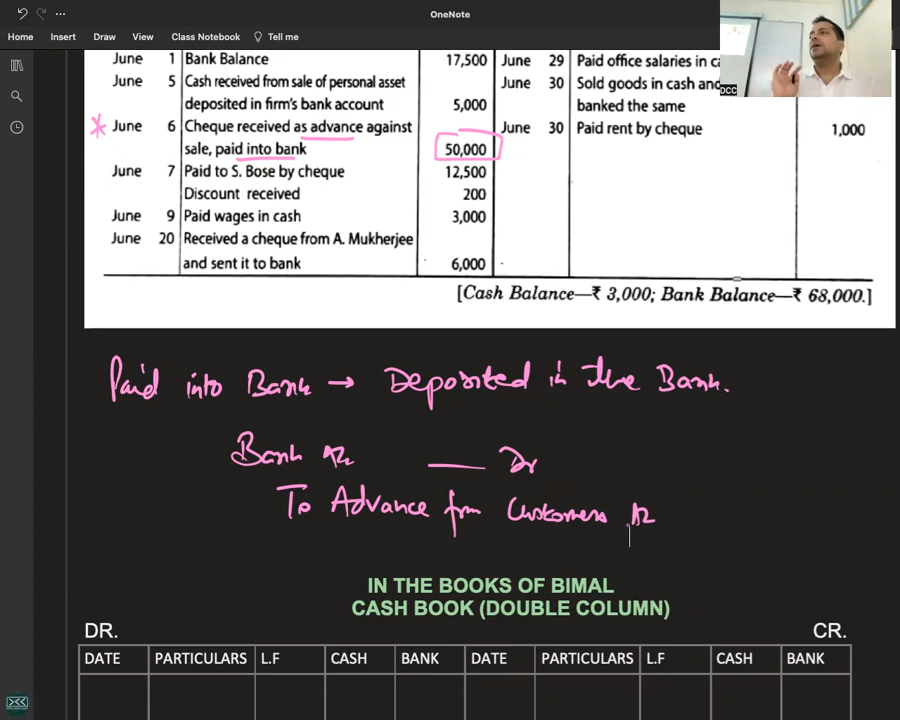 OneNote
Home Insert Draw View Class Notebook Tell me
DCC
June 1 Bank Balance 17,500
June 5 Cash received from sale of personal asset
deposited in firm's bank account 5,000
* June 6 Cheque received as advance against
sale, paid into bank 50,000
June 7 Paid to S. Bose by cheque 12,500
Discount received 200
June 9 Paid wages in cash 3,000
June 20 Received a cheque from A. Mukherjee
and sent it to bank 6,000
June 29 Paid office salaries in ca
June 30 Sold goods in cash and
banked the same
June 30 Paid rent by cheque 1,000
[Cash Balance—₹ 3,000; Bank Balance—₹ 68,000.]
Paid into Bank → Deposited in the Bank.
Bank A/c — Dr
To Advance from Customers A/c
IN THE BOOKS OF BIMAL
CASH BOOK (DOUBLE COLUMN)
DR. CR.
DATE PARTICULARS L.F CASH BANK DATE PARTICULARS L.F CASH BANK